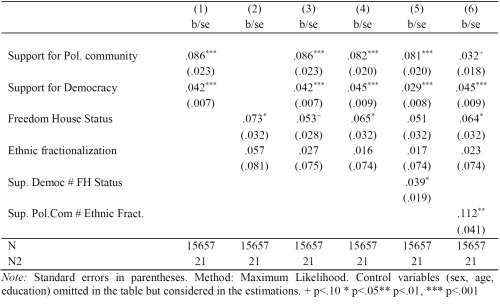 (1) (2) (3) (4) (5) (6)
b/se b/se b/se b/se b/se b/se
Support for Pol. community .086*** .086*** .082*** .081*** .032+
(.023) (.023) (.020) (.020) (.018)
Support for Democracy .042*** .042*** .045*** .029*** .045***
(.007) (.007) (.009) (.008) (.009)
Freedom House Status .073* .053+ .065* .051 .064*
(.032) (.028) (.032) (.032) (.032)
Ethnic fractionalization .057 .027 .016 .017 .023
(.081) (.075) (.074) (.074) (.074)
Sup. Democ # FH Status .039*
(.019)
Sup. Pol.Com # Ethnic Fract. .112**
(.041)
N 15657 15657 15657 15657 15657 15657
N2 21 21 21 21 21 21
Note: Standard errors in parentheses. Method: Maximum Likelihood. Control variables (sex, age,
education) omitted in the table but considered in the estimations. + p<.10 * p<.05** p<.01, *** p<.001